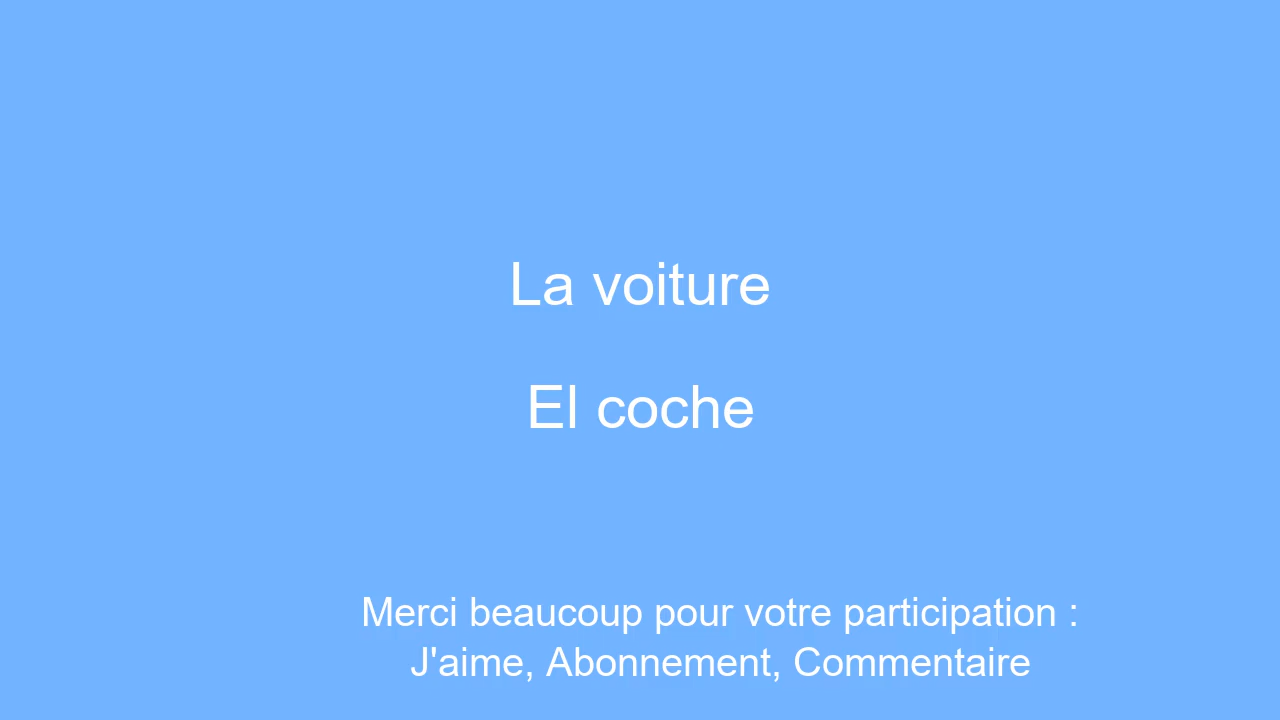 La voiture
El coche
Merci beaucoup pour votre participation :
J'aime, Abonnement, Commentaire